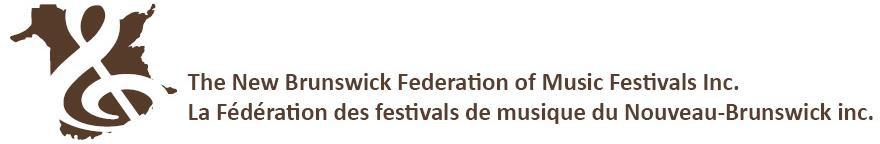 The New Brunswick Federation of Music Festivals Inc.
La Fédération des festivals de musique du Nouveau-Brunswick inc.